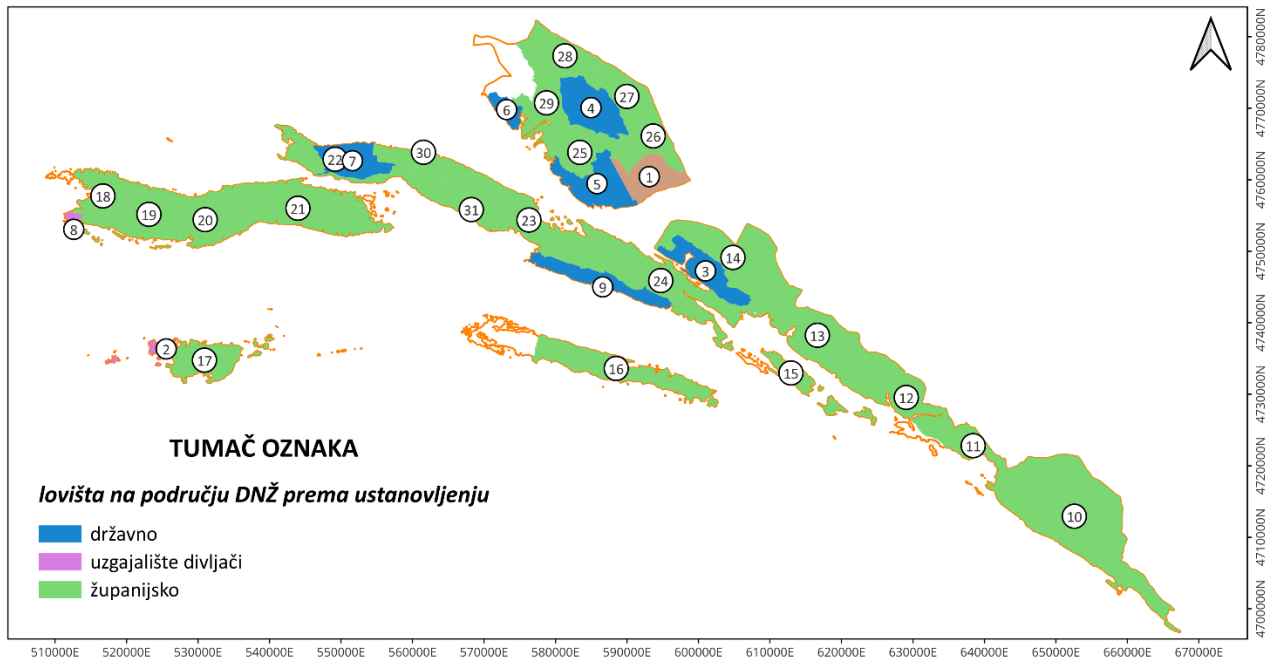 28
27
29
4
6
26
25
1
5
30
22
7
31
23
18
19
20
21
8
14
3
24
9
13
2
17
16
15
12
11
10
TUMAČ OZNAKA
lovišta na području DNŽ prema ustanovljenju
državno
uzgajalište divljači
županijsko
4780000N
4770000N
4760000N
4750000N
4740000N
4730000N
4720000N
4710000N
4700000N
510000E 520000E 530000E 540000E 550000E 560000E 570000E 580000E 590000E 600000E 610000E 620000E 630000E 640000E 650000E 660000E 670000E